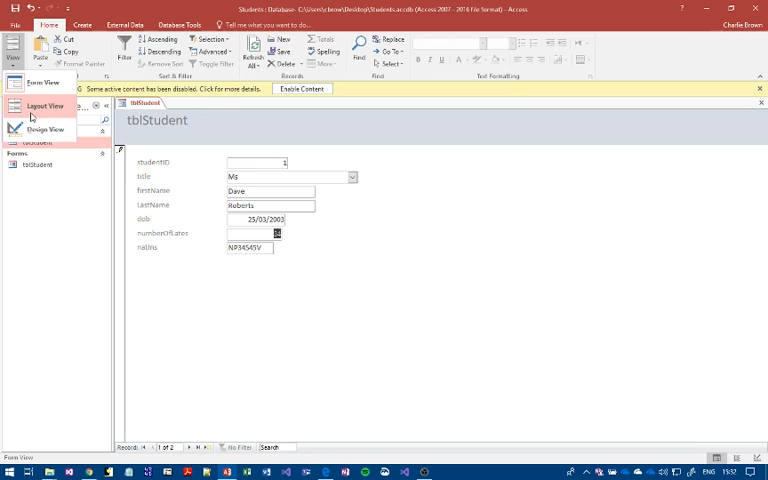 Students : Database- C:\Users\cbrow\Desktop\Students.accdb (Access 2007 - 2016 file format) - Access
?
File Home Create External Data Database Tools Tell me what you want to do...
Charlie Brown
View
Paste
Cut
Copy
Format Painter
Filter
Ascending
Descending
Remove Sort
Selection
Advanced
Toggle Filter
Sort & Filter
Refresh
All
New
Save
Delete
Totals
Spelling
More
Records
Find
Replace
Go To
Select
Find
B I U
A
Text Formatting
Form View
Layout View
Design View
G Some active content has been disabled. Click for more details.
Enable Content
e...
tblStudent
Forms
tblStudent
tblStudent
tblStudent
studentID 1
title Ms
firstName Dave
LastName Roberts
dob 25/03/2003
numberOfLates 34
natIns NP34545V
Record: 1 of 2 No Filter Search
Form View
ENG 13:32